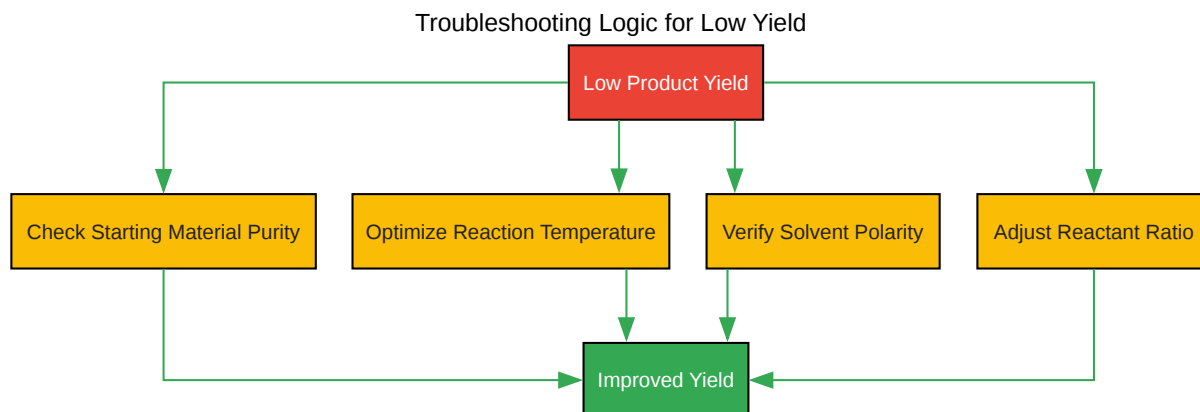 Troubleshooting Logic for Low Yield
Low Product Yield
Check Starting Material Purity
Optimize Reaction Temperature
Verify Solvent Polarity
Adjust Reactant Ratio
Improved Yield